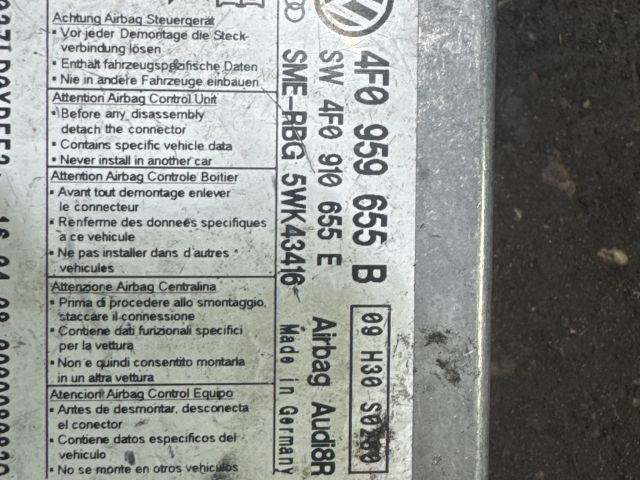 Achtung Airbag Steuergerät
• Vor jeder Demontage die Steck-
verbindung lösen
• Enthält fahrzeugspezifische Daten
• Nie in andere Fahrzeuge einbauen
Attention Airbag Control Unit
• Before any disassembly
detach the connector
• Contains specific vehicle data
• Never install in another car
Attention Airbag Controle Boitier
• Avant tout demontage enlever
le connecteur
• Renferme des donnees specifiques
a ce vehicule
• Ne pas installer dans d'autres
vehicules
Attenzione Airbag Centralina
• Prima di procedere allo smontaggio,
staccare il connessione
• Contiene dati funzionali specifici
per la vettura
• Non e quindi consentito montarla
in un altra vettura
Atencion Airbag Control Equipo
• Antes de desmontar, desconecta
el conector
• Contiene datos especificos del
vehiculo
• No se monte en otros vehiculos
4F0 959 655 B
09 H30
SW 4F0 910 655 E
Airbag Audi8R
SME-RBG 5WK43416
Made in Germany